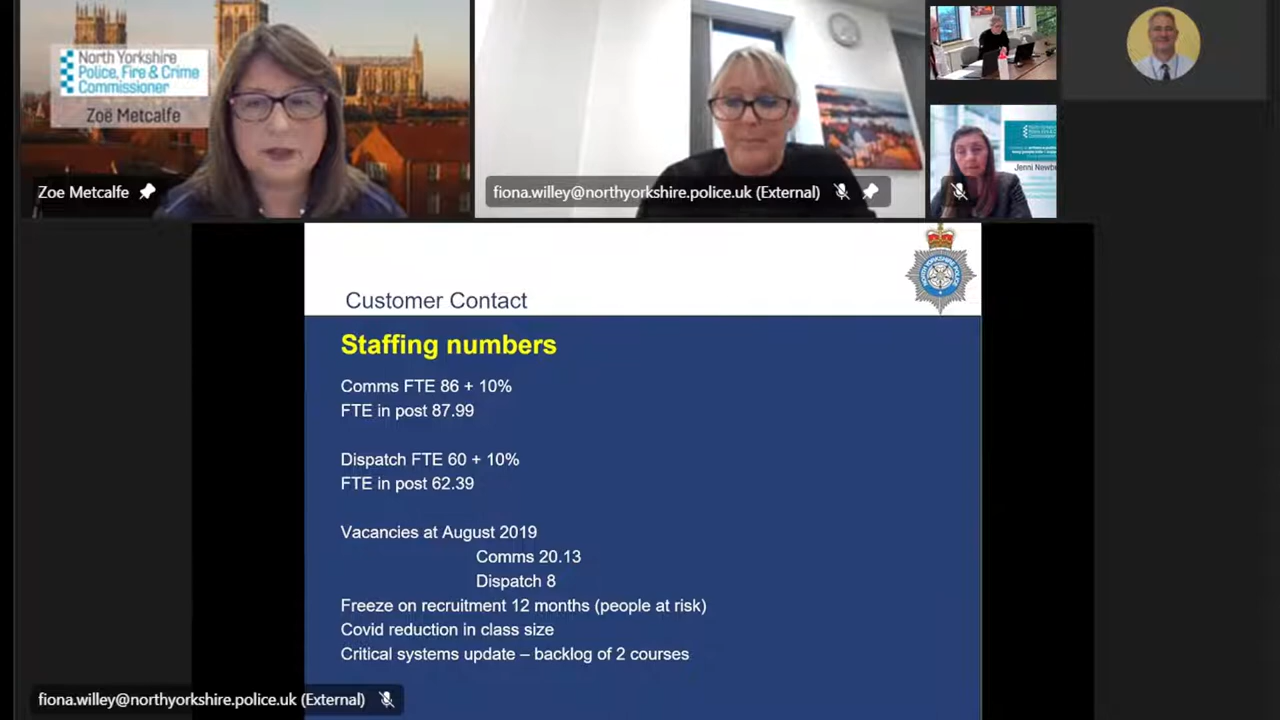 North Yorkshire
Police, Fire & Crime
Commissioner
Zoë Metcalfe
Zoe Metcalfe
fiona.willey@northyorkshire.police.uk (External)
Jenni Newb
Customer Contact
Staffing numbers
Comms FTE 86 + 10%
FTE in post 87.99
Dispatch FTE 60 + 10%
FTE in post 62.39
Vacancies at August 2019
Comms 20.13
Dispatch 8
Freeze on recruitment 12 months (people at risk)
Covid reduction in class size
Critical systems update – backlog of 2 courses
fiona.willey@northyorkshire.police.uk (External)